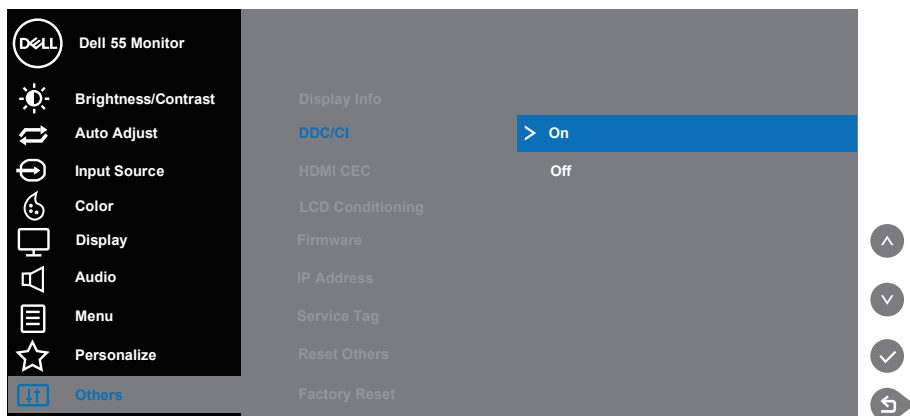 DELL
Dell 55 Monitor
Brightness/Contrast
Auto Adjust
Input Source
Color
Display
Audio
Menu
Personalize
Others
Display Info
DDC/CI
HDMI CEC
LCD Conditioning
Firmware
IP Address
Service Tag
Reset Others
Factory Reset
On
Off